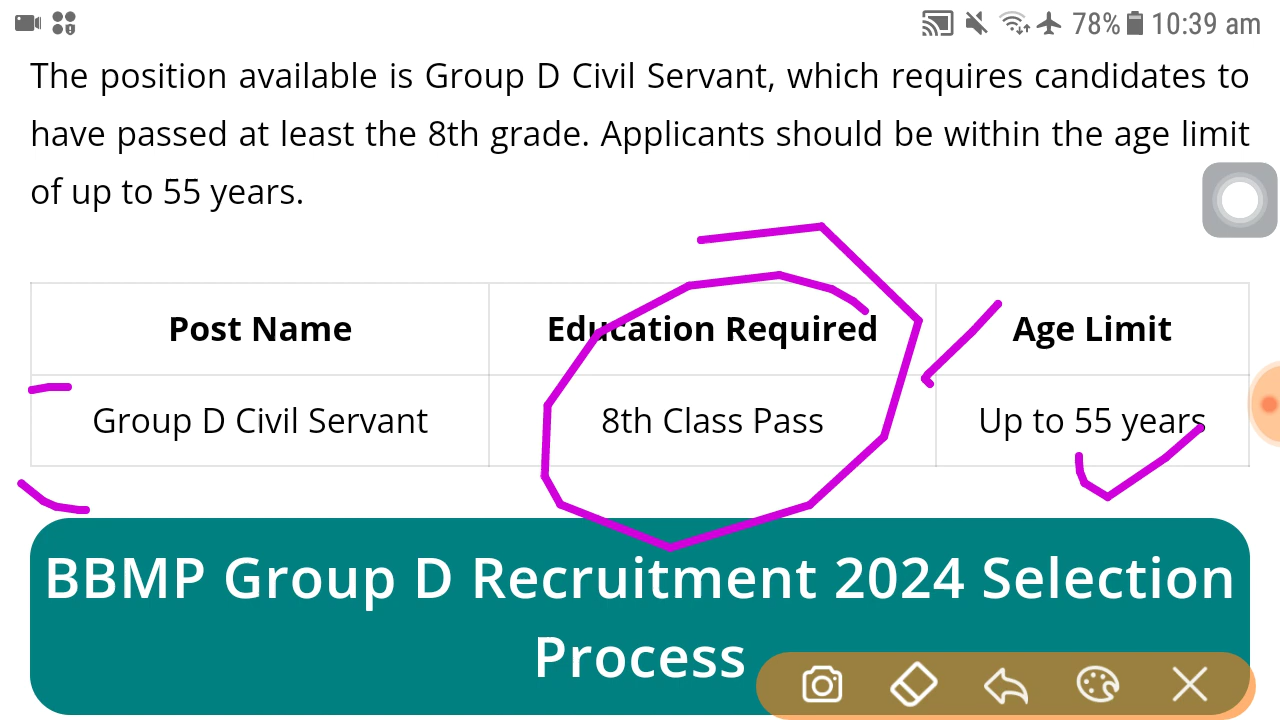 78% 10:39 am
The position available is Group D Civil Servant, which requires candidates to
have passed at least the 8th grade. Applicants should be within the age limit
of up to 55 years.
Post Name Education Required Age Limit
Group D Civil Servant 8th Class Pass Up to 55 years
BBMP Group D Recruitment 2024 Selection
Process